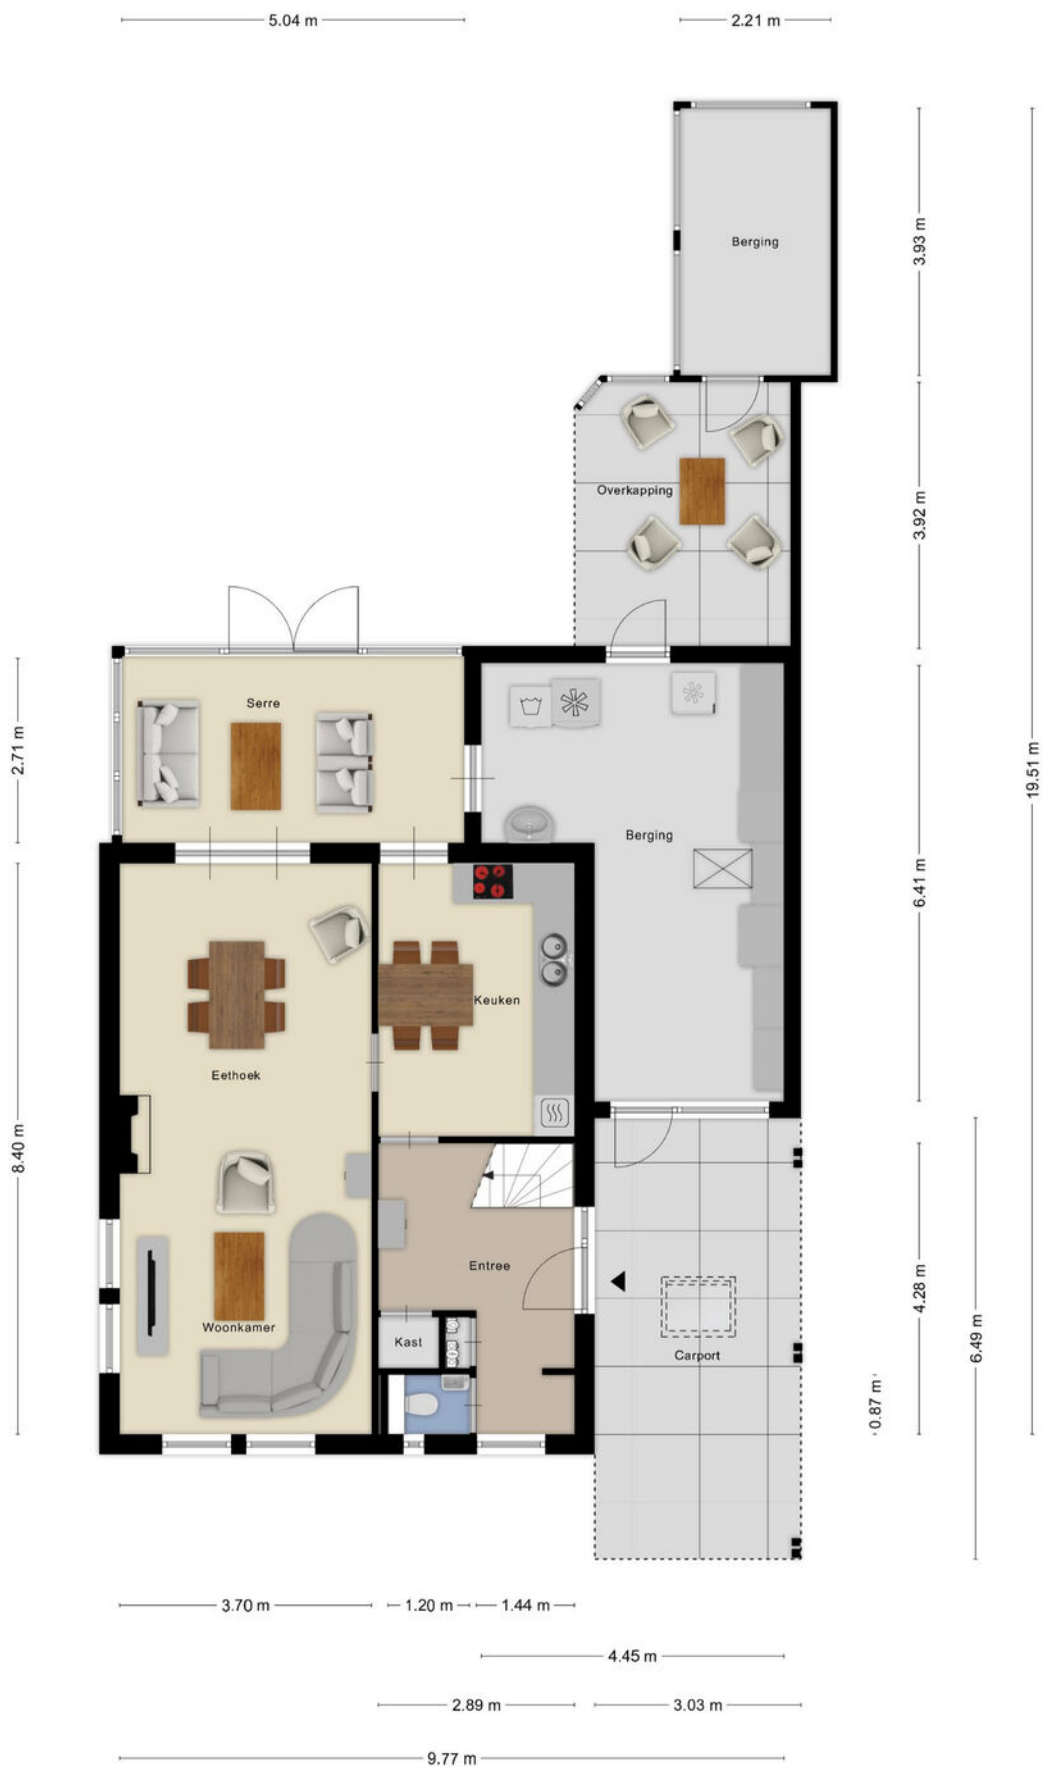 5.04 m
2.21 m
Berging
3.93 m
Overkapping
3.92 m
19.51 m
Serre
2.71 m
Berging
6.41 m
Keuken
Eethoek
8.40 m
Entree
4.28 m
Woonkamer
Kast
Carport
6.49 m
0.87 m
3.70 m
1.20 m
1.44 m
4.45 m
2.89 m
3.03 m
9.77 m